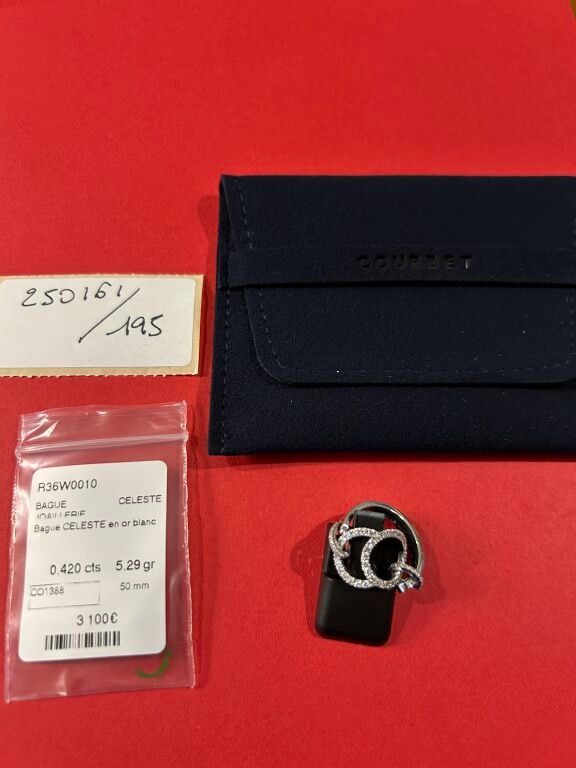 COURBET
250161/195
R36W0010
BAGUE CELESTE
JOAILLERIE
Bague CELESTE en or blanc
0.420 cts 5.29 gr
CO1388 50 mm
3 100€